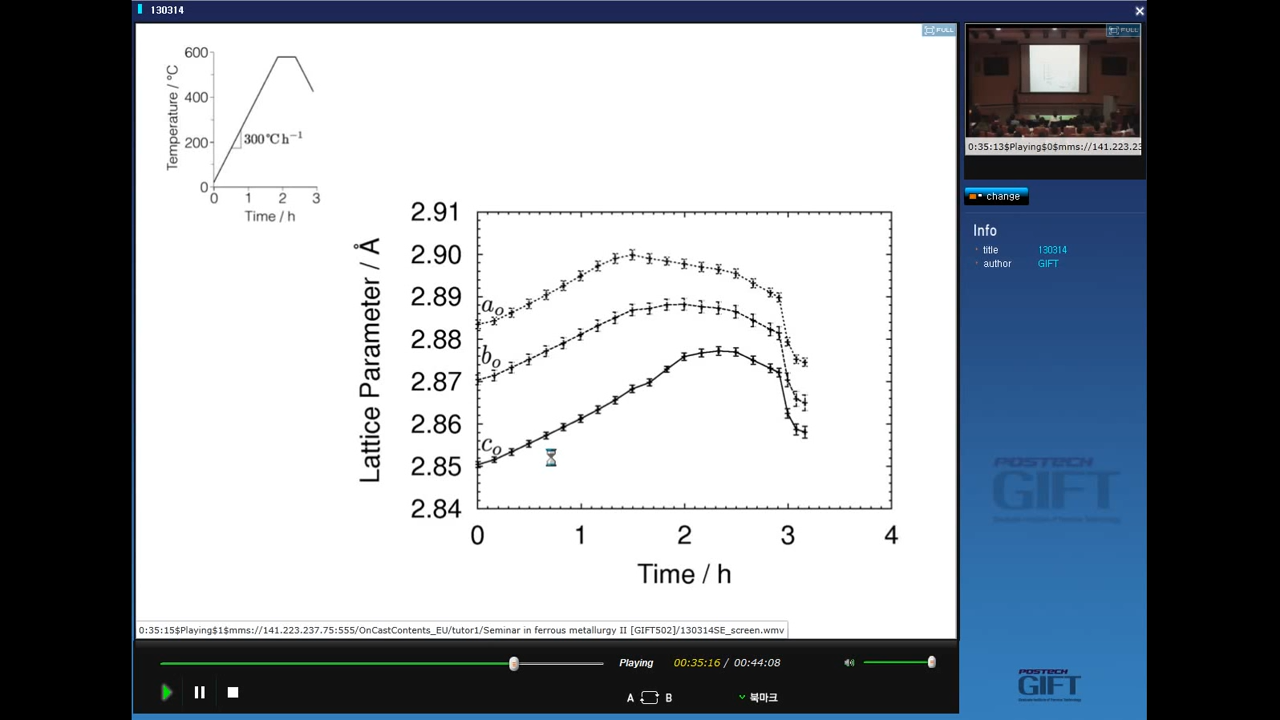 130314
FULL
FULL
600
400
200
0
Temperature / °C
300°C h⁻¹
0 1 2 3
Time / h
0:35:13$Playing$0$mms://141.223.23
change
Info
title 130314
author GIFT
2.91
2.90
2.89
2.88
2.87
2.86
2.85
2.84
Lattice Parameter / Å
aₒ
bₒ
cₒ
0 1 2 3 4
Time / h
POSTECH
GIFT
0:35:15$Playing$1$mms://141.223.237.75:555/OnCastContents_EU/tutor1/Seminar in ferrous metallurgy II [GIFT502]/130314SE_screen.wmv
Playing 00:35:16 / 00:44:08
A B 북마크
POSTECH
GIFT